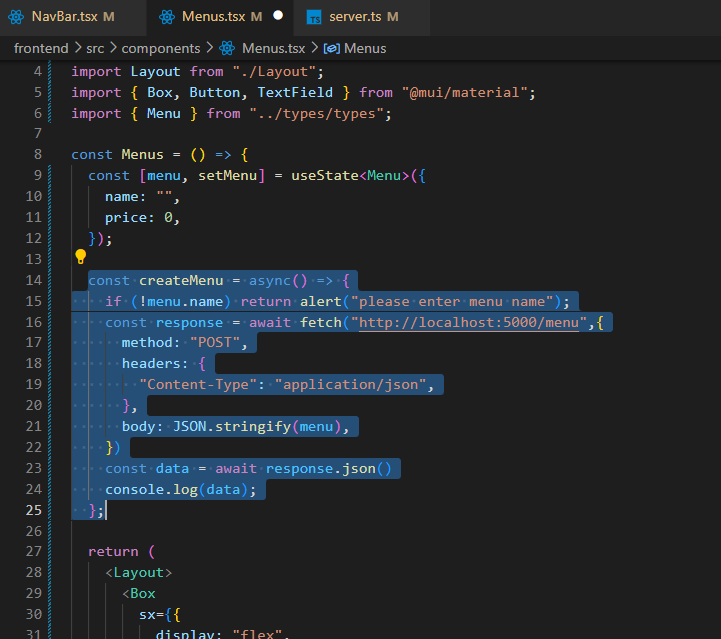 NavBar.tsx M
Menus.tsx M
TS server.ts M
frontend > src > components > Menus.tsx > Menus
4 import Layout from "./Layout";
5 import { Box, Button, TextField } from "@mui/material";
6 import { Menu } from "../types/types";
7
8 const Menus = () => {
9 const [menu, setMenu] = useState<Menu>({
10 name: "",
11 price: 0,
12 });
13
14 const createMenu = async() => {
15 if (!menu.name) return alert("please enter menu name");
16 const response = await fetch("http://localhost:5000/menu",{
17 method: "POST",
18 headers: {
19 "Content-Type": "application/json",
20 },
21 body: JSON.stringify(menu),
22 })
23 const data = await response.json()
24 console.log(data);
25 };
26
27 return (
28 <Layout>
29 <Box
30 sx={{
31 display: "flex",